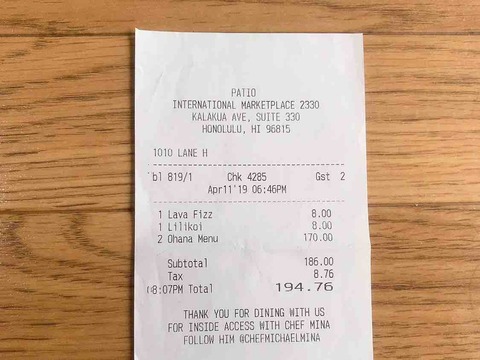 PATIO
INTERNATIONAL MARKETPLACE 2330
KALAKUA AVE, SUITE 330
HONOLULU, HI 96815
1010 LANE H
bl 819/1 Chk 4285 Gst 2
Apr11'19 06:46PM
1 Lava Fizz 8.00
1 Lilikoi 8.00
2 Ohana Menu 170.00
Subtotal 186.00
Tax 8.76
08:07PM Total 194.76
THANK YOU FOR DINING WITH US
FOR INSIDE ACCESS WITH CHEF MINA
FOLLOW HIM @CHEFMICHAELMINA